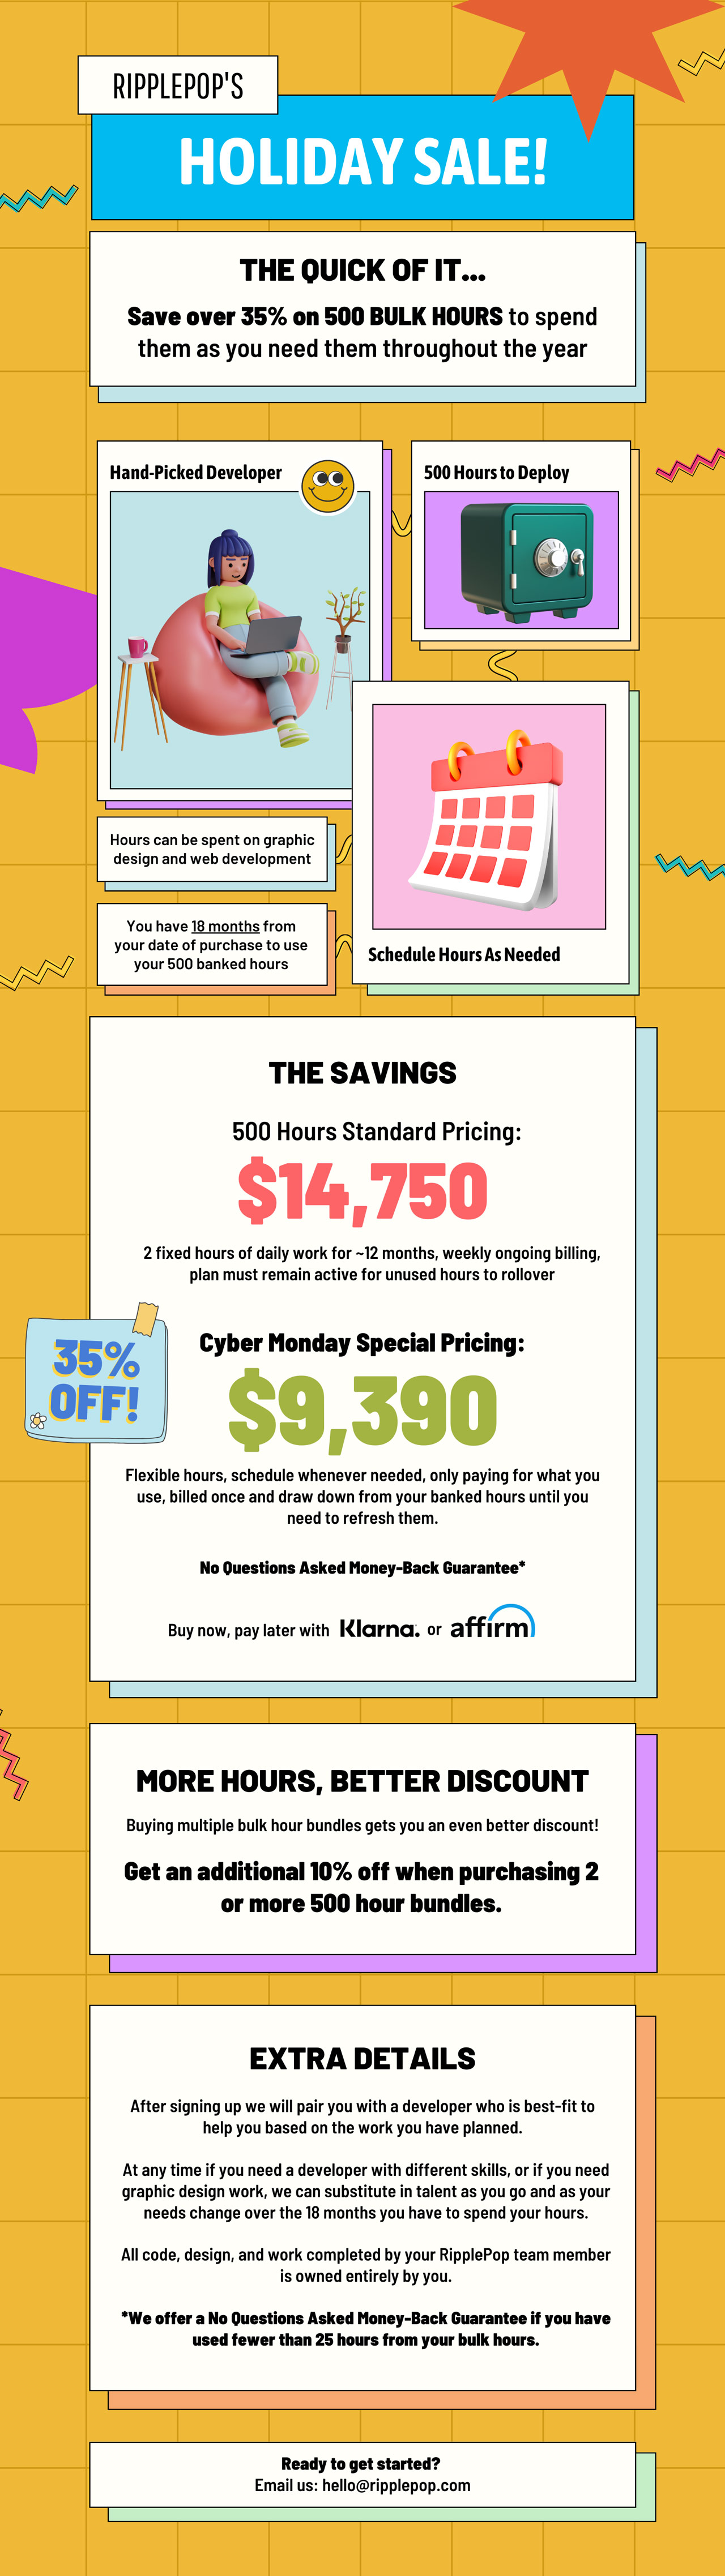 RIPPLEPOP'S
HOLIDAY SALE!
THE QUICK OF IT...
Save over 35% on 500 BULK HOURS to spend
them as you need them throughout the year
Hand-Picked Developer
500 Hours to Deploy
Hours can be spent on graphic
design and web development
You have 18 months from
your date of purchase to use
your 500 banked hours
Schedule Hours As Needed
THE SAVINGS
500 Hours Standard Pricing:
$14,750
2 fixed hours of daily work for ~12 months, weekly ongoing billing,
plan must remain active for unused hours to rollover
35%
OFF!
Cyber Monday Special Pricing:
$9,390
Flexible hours, schedule whenever needed, only paying for what you
use, billed once and draw down from your banked hours until you
need to refresh them.
No Questions Asked Money-Back Guarantee*
Buy now, pay later with Klarna. or affirm
MORE HOURS, BETTER DISCOUNT
Buying multiple bulk hour bundles gets you an even better discount!
Get an additional 10% off when purchasing 2
or more 500 hour bundles.
EXTRA DETAILS
After signing up we will pair you with a developer who is best-fit to
help you based on the work you have planned.
At any time if you need a developer with different skills, or if you need
graphic design work, we can substitute in talent as you go and as your
needs change over the 18 months you have to spend your hours.
All code, design, and work completed by your RipplePop team member
is owned entirely by you.
*We offer a No Questions Asked Money-Back Guarantee if you have
used fewer than 25 hours from your bulk hours.
Ready to get started?
Email us: hello@ripplepop.com